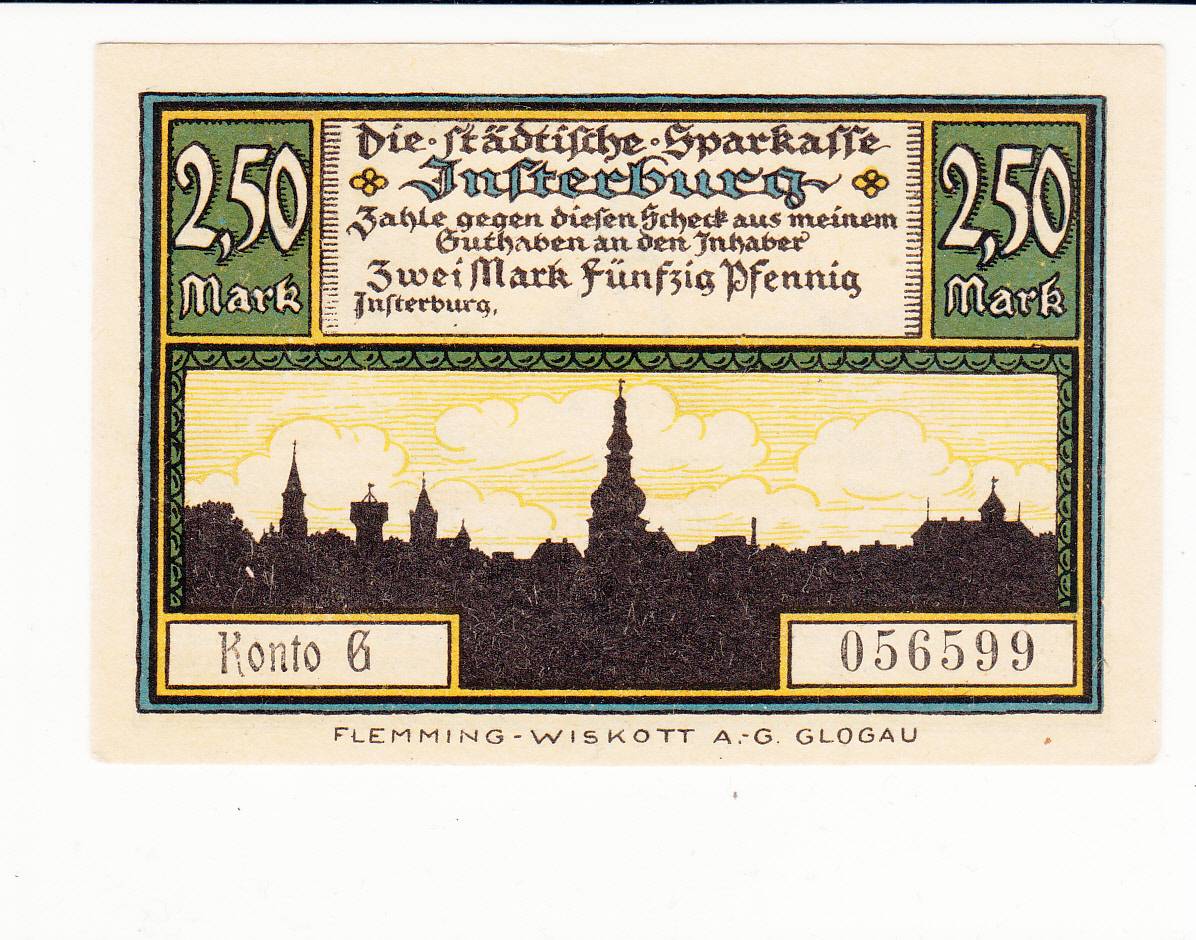 2,50
Mark
Die·städtische·Sparkasse
Insterburg
Zahle gegen diesen Scheck aus meinem
Guthaben an den Inhaber
Zwei Mark Fünfzig Pfennig
Insterburg,
2,50
Mark
Konto G
056599
FLEMMING-WISKOTT A.-G. GLOGAU